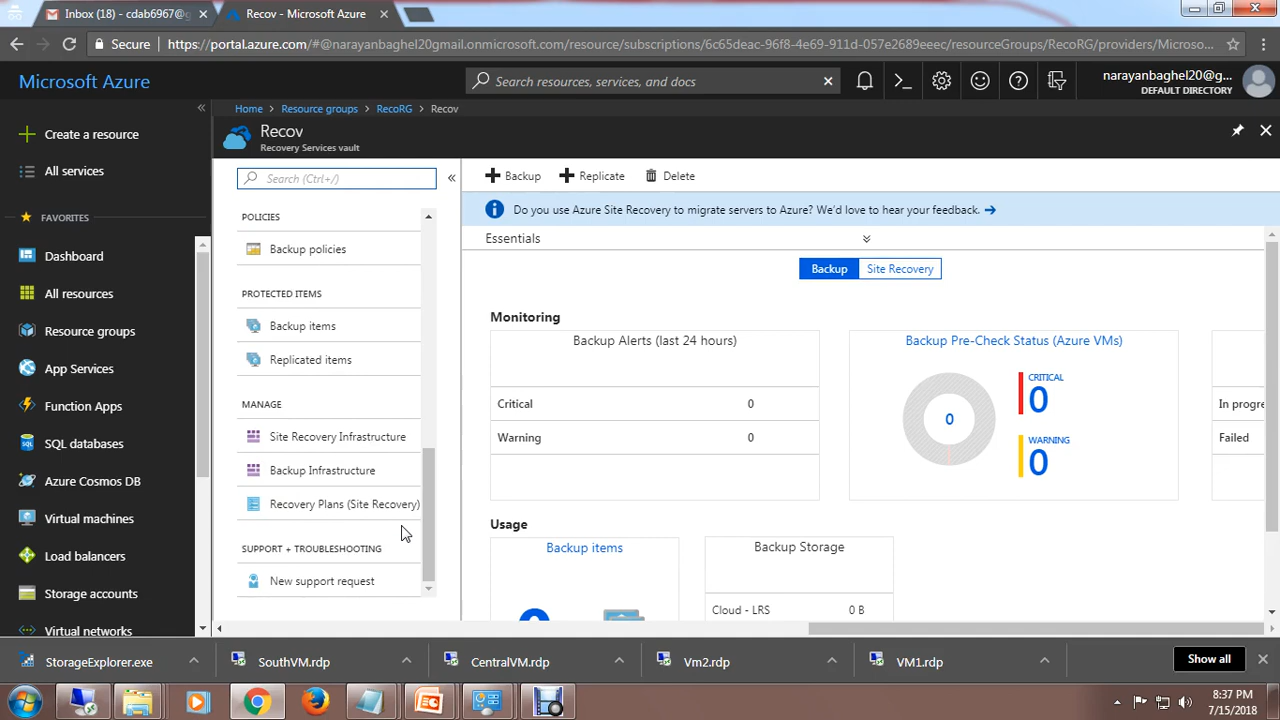 Inbox (18) - cdab6967@g
Recov - Microsoft Azure
Secure
https://portal.azure.com/#@narayanbaghel20gmail.onmicrosoft.com/resource/subscriptions/6c65deac-96f8-4e69-911d-057e2689eeec/resourceGroups/RecoRG/providers/Microso...
Microsoft Azure
Search resources, services, and docs
narayanbaghel20@g...
DEFAULT DIRECTORY
Home
Resource groups
RecoRG
Recov
Create a resource
All services
FAVORITES
Dashboard
All resources
Resource groups
App Services
Function Apps
SQL databases
Azure Cosmos DB
Virtual machines
Load balancers
Storage accounts
Virtual networks
Recov
Recovery Services vault
Search (Ctrl+/)
POLICIES
Backup policies
PROTECTED ITEMS
Backup items
Replicated items
MANAGE
Site Recovery Infrastructure
Backup Infrastructure
Recovery Plans (Site Recovery)
SUPPORT + TROUBLESHOOTING
New support request
Backup
Replicate
Delete
Do you use Azure Site Recovery to migrate servers to Azure? We'd love to hear your feedback.
Essentials
Backup
Site Recovery
Monitoring
Backup Alerts (last 24 hours)
Critical 0
Warning 0
Backup Pre-Check Status (Azure VMs)
0
CRITICAL
0
WARNING
0
In progre
Failed
Usage
Backup items
Backup Storage
Cloud - LRS 0 B
StorageExplorer.exe
SouthVM.rdp
CentralVM.rdp
Vm2.rdp
VM1.rdp
Show all
8:37 PM
7/15/2018